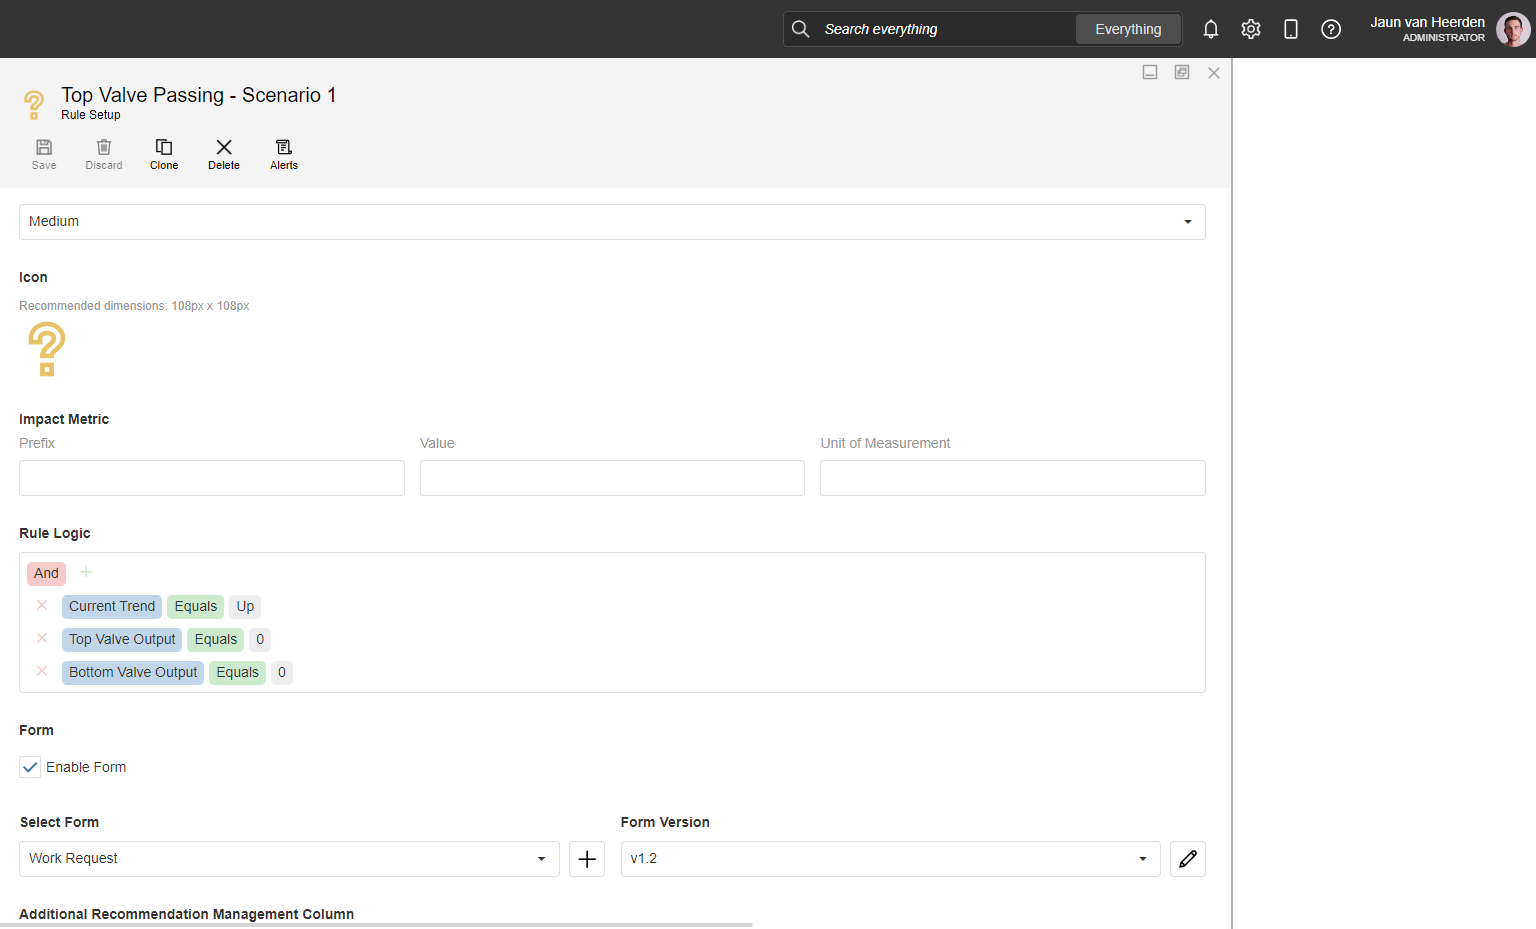 Search everything
Everything
Jaun van Heerden
ADMINISTRATOR
Top Valve Passing - Scenario 1
Rule Setup
Save
Discard
Clone
Delete
Alerts
Medium
Icon
Recommended dimensions: 108px x 108px
Impact Metric
Prefix
Value
Unit of Measurement
Rule Logic
And
Current Trend Equals Up
Top Valve Output Equals 0
Bottom Valve Output Equals 0
Form
Enable Form
Select Form
Form Version
Work Request
v1.2
Additional Recommendation Management Column